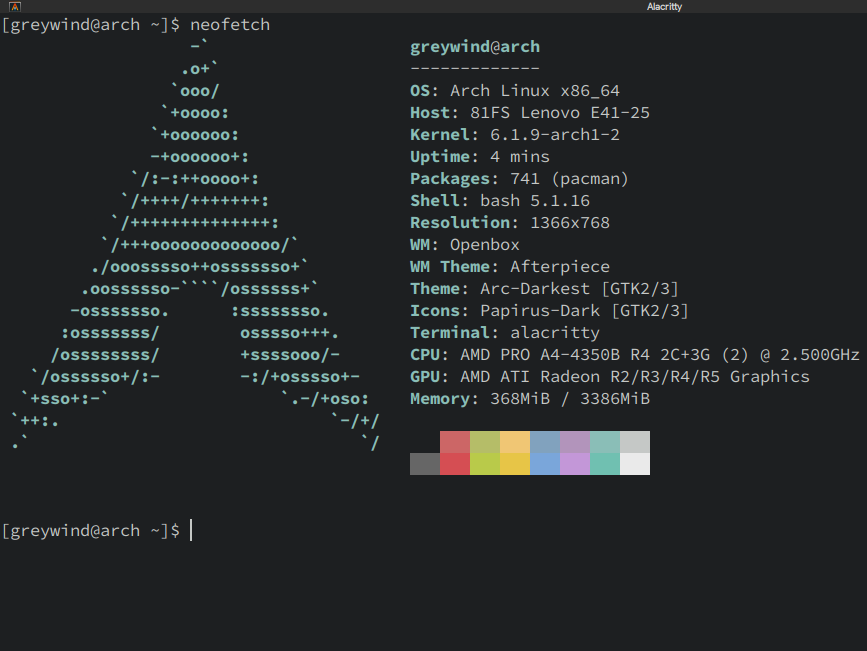 Alacritty
[greywind@arch ~]$ neofetch
-`
greywind@arch
.o+`
-------------
`ooo/
OS: Arch Linux x86_64
`+oooo:
Host: 81FS Lenovo E41-25
`+oooooo:
Kernel: 6.1.9-arch1-2
-+oooooo+:
Uptime: 4 mins
`/:-:++oooo+:
Packages: 741 (pacman)
`/++++/+++++++:
Shell: bash 5.1.16
`/++++++++++++++:
Resolution: 1366x768
`/+++ooooooooooooo/`
WM: Openbox
./ooosssso++osssssso+`
WM Theme: Afterpiece
.oossssso-````/ossssss+`
Theme: Arc-Darkest [GTK2/3]
-osssssso.      :ssssssso.
Icons: Papirus-Dark [GTK2/3]
:osssssss/        osssso+++.
Terminal: alacritty
/ossssssss/        +ssssooo/-
CPU: AMD PRO A4-4350B R4 2C+3G (2) @ 2.500GHz
`/ossssso+/:-        -:/+osssso+-
GPU: AMD ATI Radeon R2/R3/R4/R5 Graphics
`+sso+:-`                 `.-/+oso:
Memory: 368MiB / 3386MiB
`++:.                           `-/+/
.`                                 `/
[greywind@arch ~]$